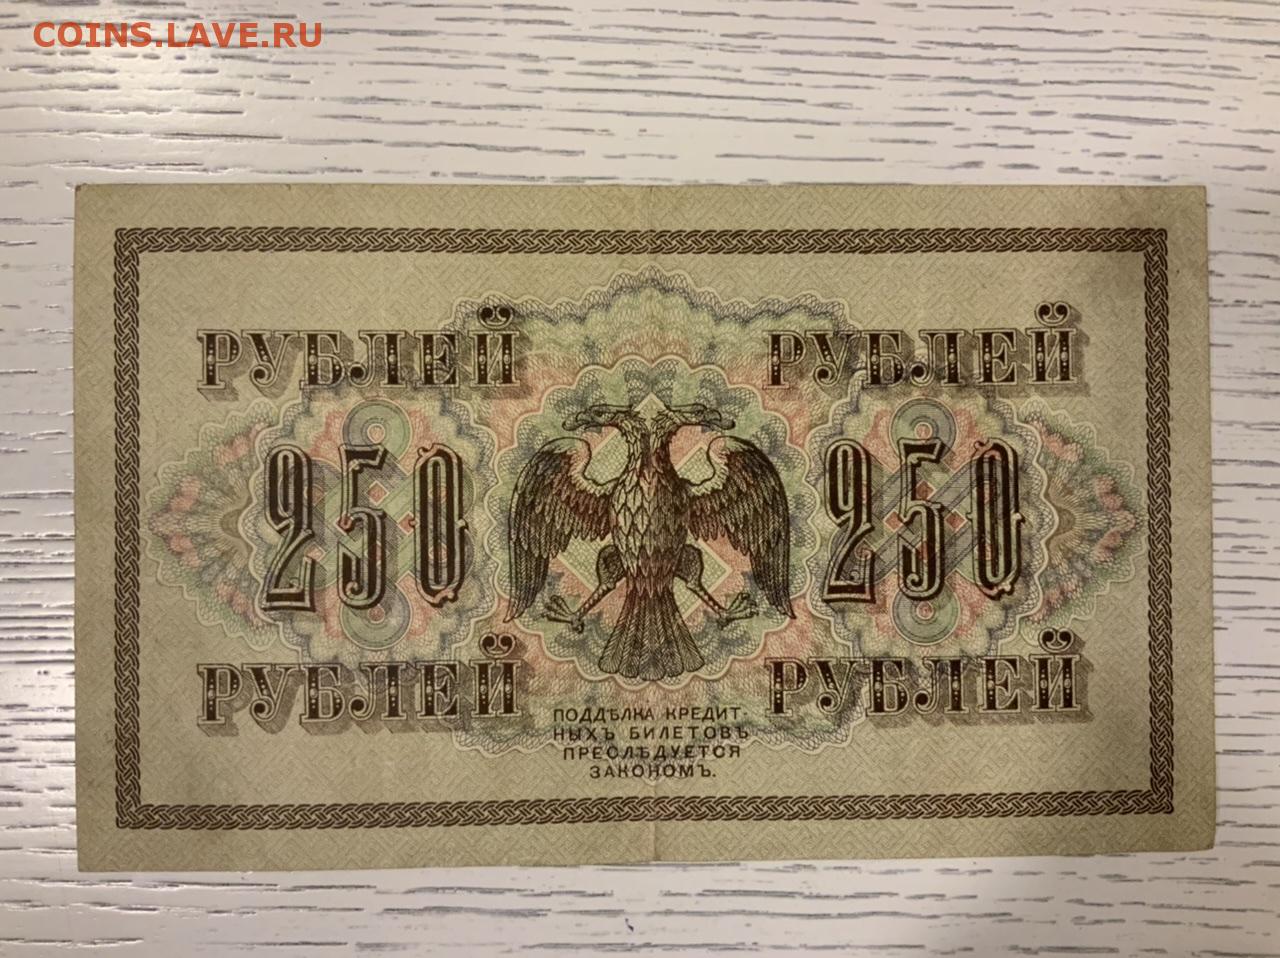 COINS.LAVE.RU
РУБЛЕЙ РУБЛЕЙ
250 250
РУБЛЕЙ РУБЛЕЙ
ПОДДѢЛКА КРЕДИТ-
НЫХЪ БИЛЕТОВЪ
ПРЕСЛѢДУЕТСЯ
ЗАКОНОМЪ.